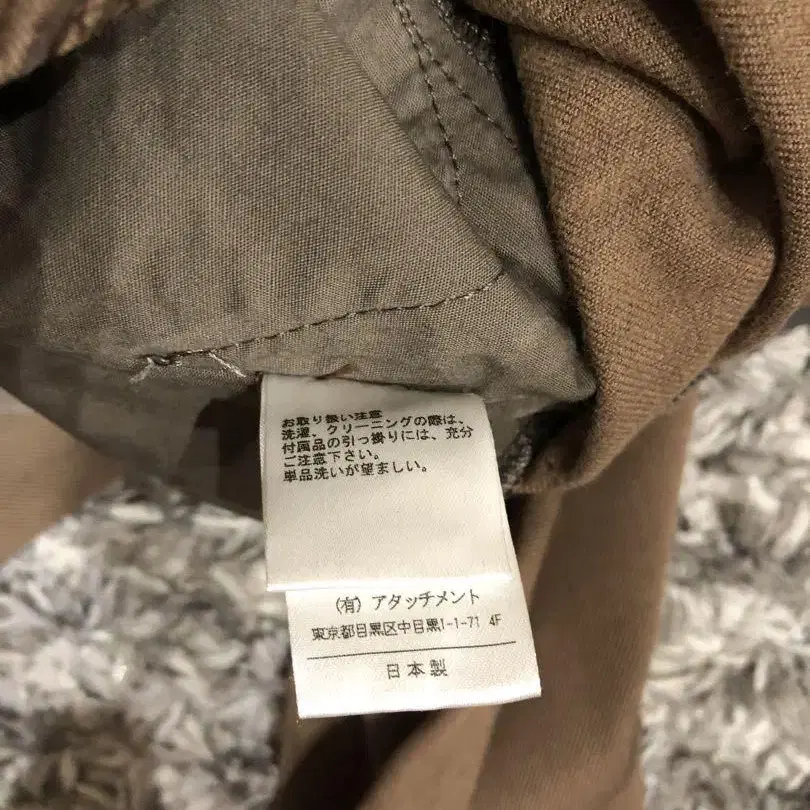 お取り扱い注意
洗濯、クリーニングの際は、
付属品の引っ掛りには、充分
ご注意下さい。
単品洗いが望ましい。
(有) アタッチメント
東京都目黒区中目黒1-1-71 4F
日本製